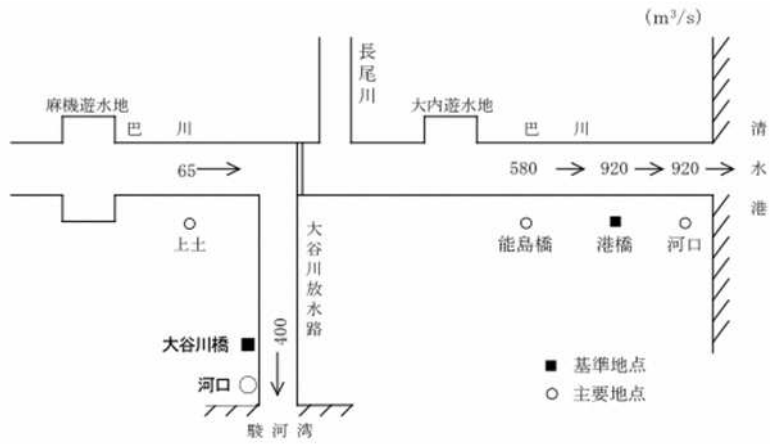 (m³/s)
長尾川
麻機遊水地
巴川
大内遊水地
巴川
清水港
65
580
920
920
上土
大谷川放水路
能島橋
港橋
河口
400
大谷川橋
河口
■ 基準地点
○ 主要地点
駿河湾